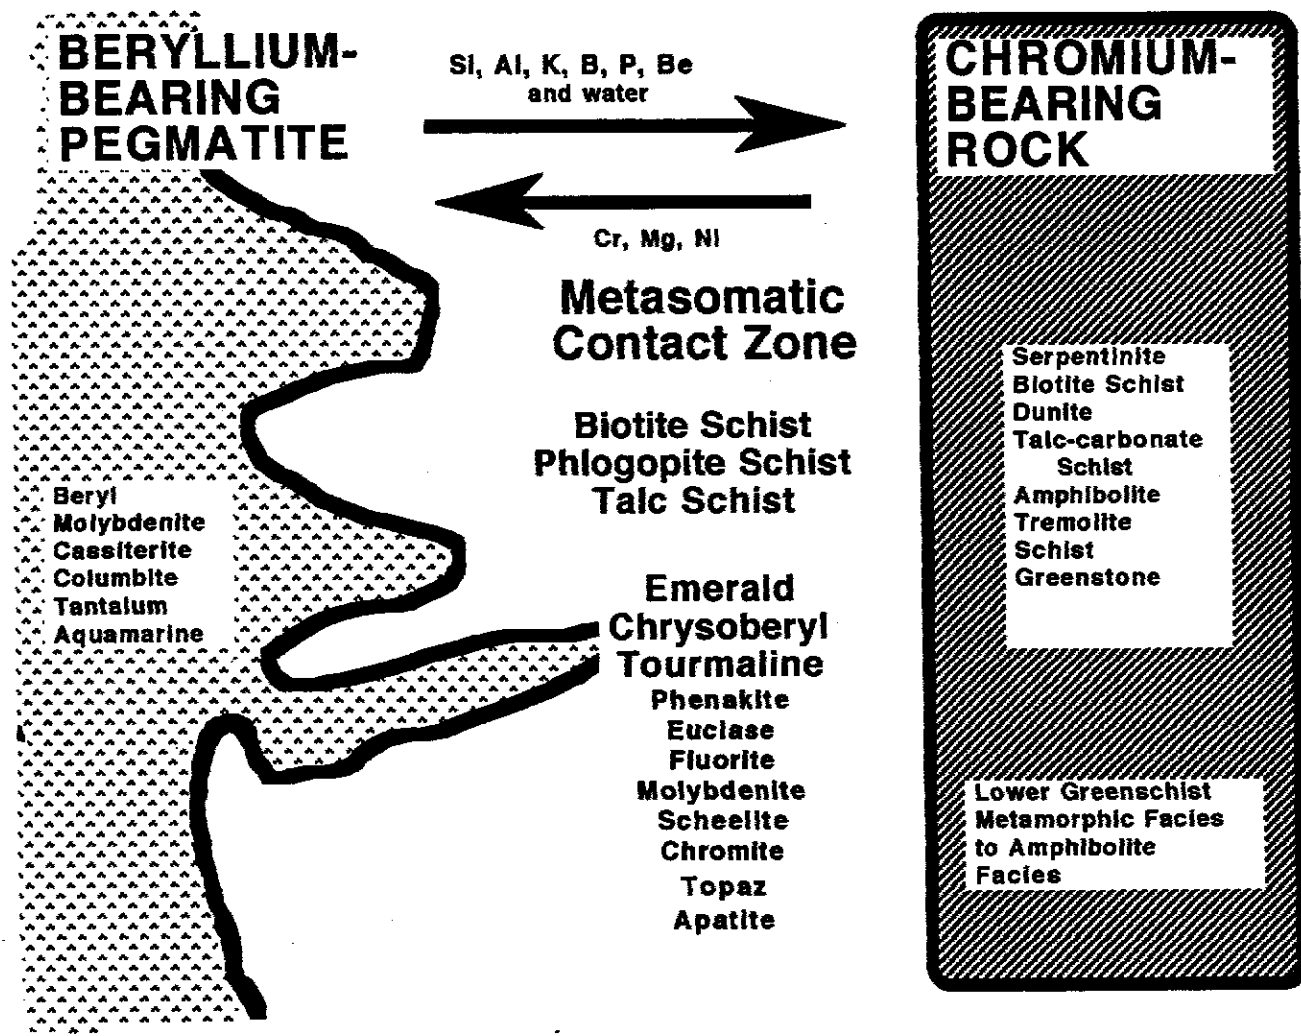 BERYLLIUM-
BEARING
PEGMATITE
Si, Al, K, B, P, Be
and water
Cr, Mg, Ni
CHROMIUM-
BEARING
ROCK
Metasomatic
Contact Zone
Biotite Schist
Phlogopite Schist
Talc Schist
Emerald
Chrysoberyl
Tourmaline
Phenakite
Euclase
Fluorite
Molybdenite
Scheelite
Chromite
Topaz
Apatite
Beryl
Molybdenite
Cassiterite
Columbite
Tantalum
Aquamarine
Serpentinite
Biotite Schist
Dunite
Talc-carbonate
Schist
Amphibolite
Tremolite
Schist
Greenstone
Lower Greenschist
Metamorphic Facies
to Amphibolite
Facies